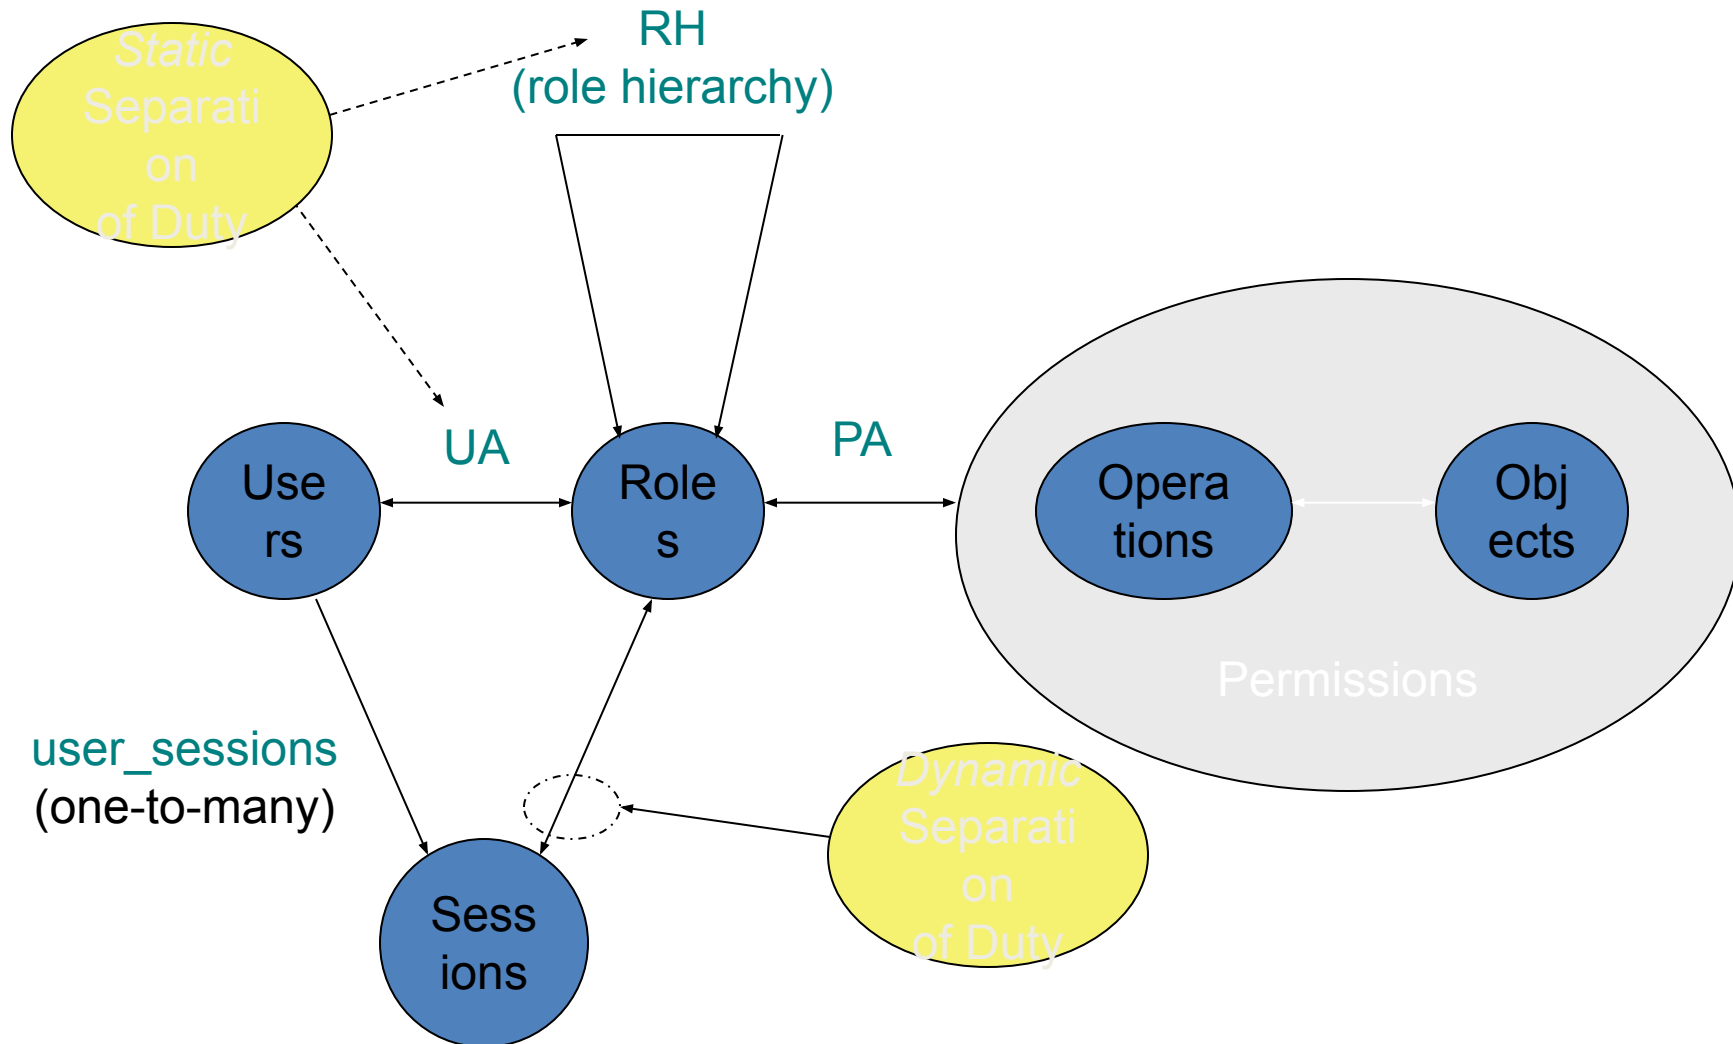 Static
Separati
on
of Duty
RH
(role hierarchy)
UA
PA
Use
rs
Role
s
Opera
tions
Obj
ects
Permissions
user_sessions
(one-to-many)
Dynamic
Separati
on
of Duty
Sess
ions